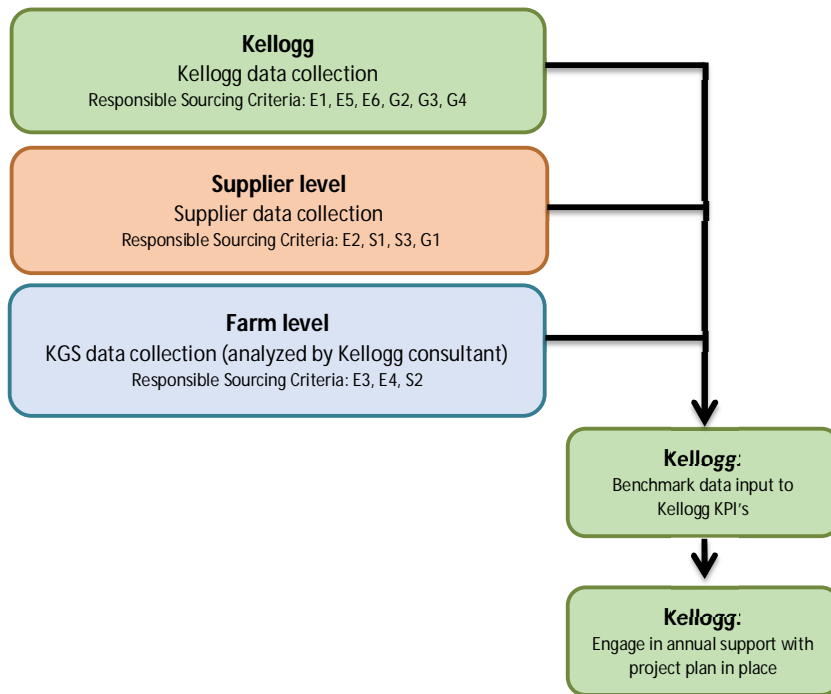 Kellogg
Kellogg data collection
Responsible Sourcing Criteria: E1, E5, E6, G2, G3, G4
Supplier level
Supplier data collection
Responsible Sourcing Criteria: E2, S1, S3, G1
Farm level
KGS data collection (analyzed by Kellogg consultant)
Responsible Sourcing Criteria: E3, E4, S2
Kellogg:
Benchmark data input to
Kellogg KPI's
Kellogg:
Engage in annual support with
project plan in place